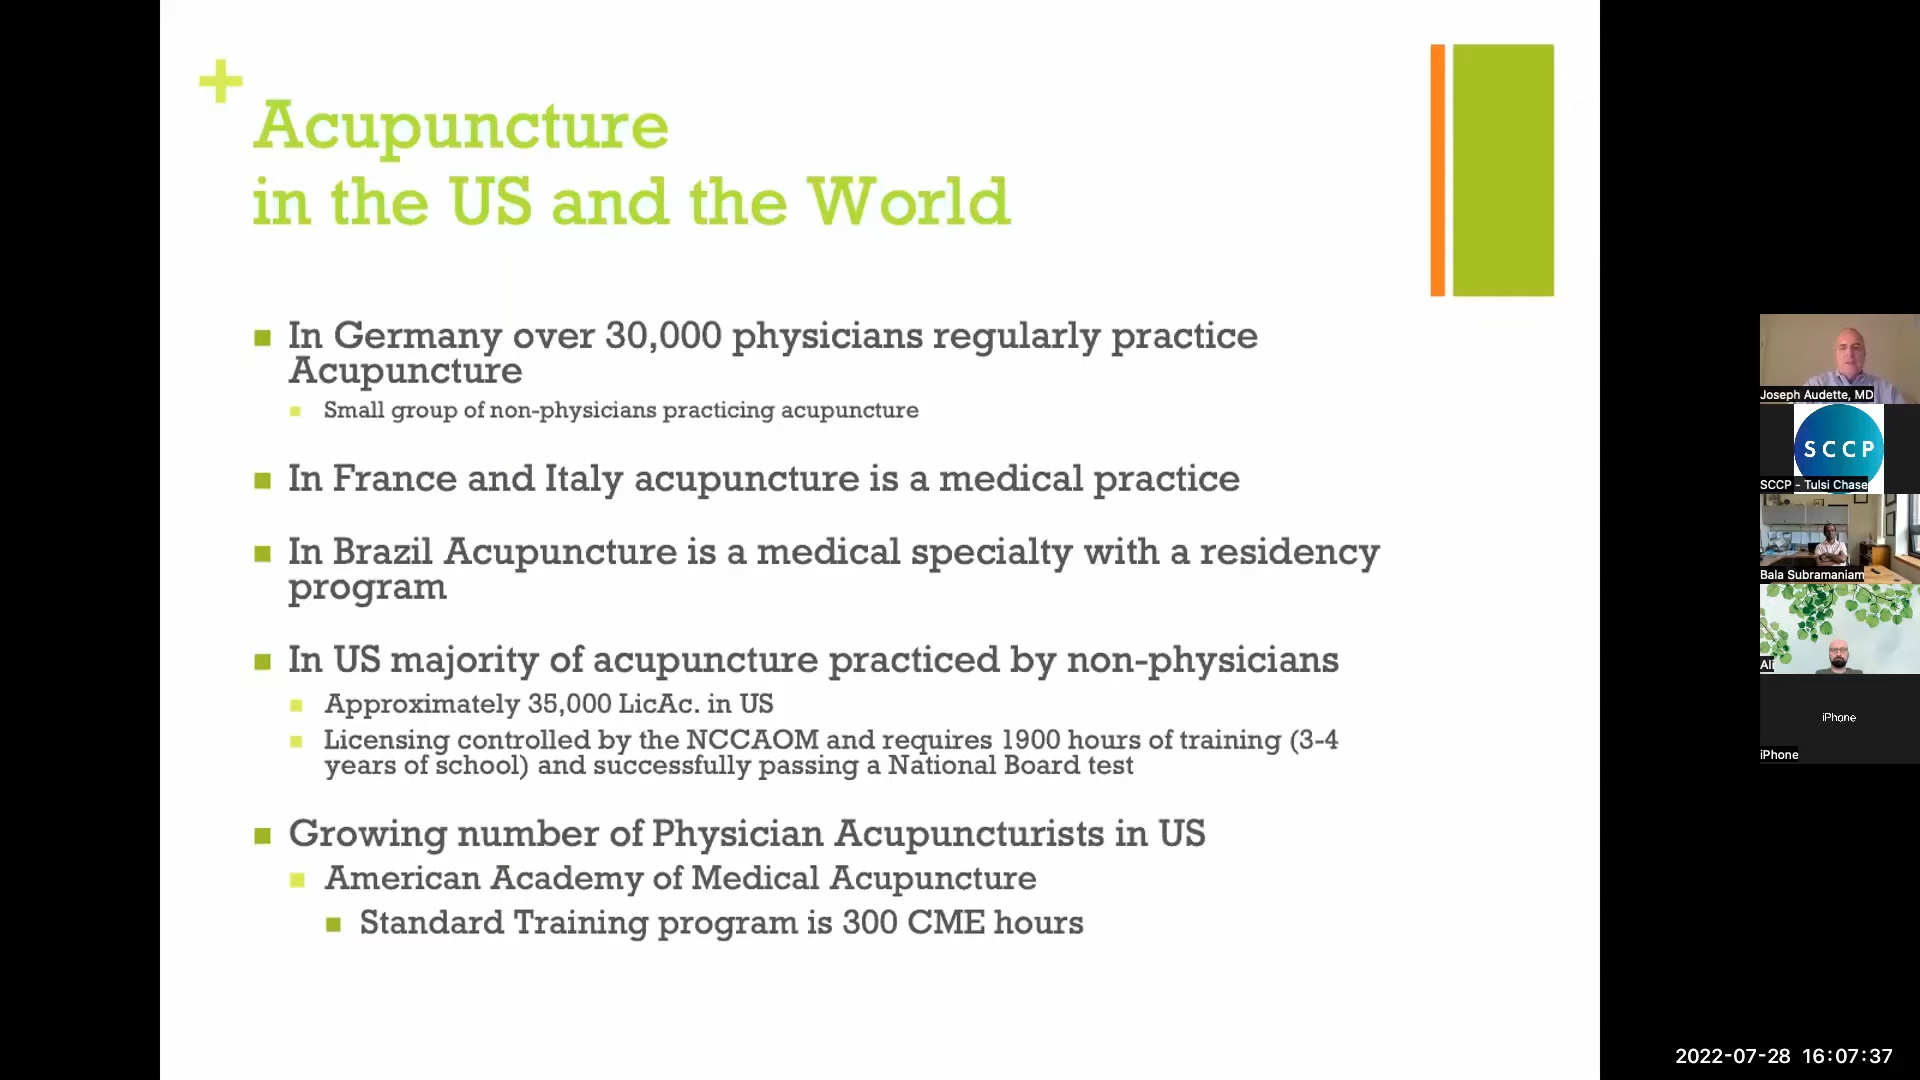 +
Acupuncture
in the US and the World
In Germany over 30,000 physicians regularly practice
Acupuncture
Small group of non-physicians practicing acupuncture
In France and Italy acupuncture is a medical practice
In Brazil Acupuncture is a medical specialty with a residency
program
In US majority of acupuncture practiced by non-physicians
Approximately 35,000 LicAc. in US
Licensing controlled by the NCCAOM and requires 1900 hours of training (3-4
years of school) and successfully passing a National Board test
Growing number of Physician Acupuncturists in US
American Academy of Medical Acupuncture
Standard Training program is 300 CME hours
Joseph Audette, MD
SCCP
SCCP - Tulsi Chase
Bala Subramaniam
Ali
iPhone
iPhone
2022-07-28 16:07:37